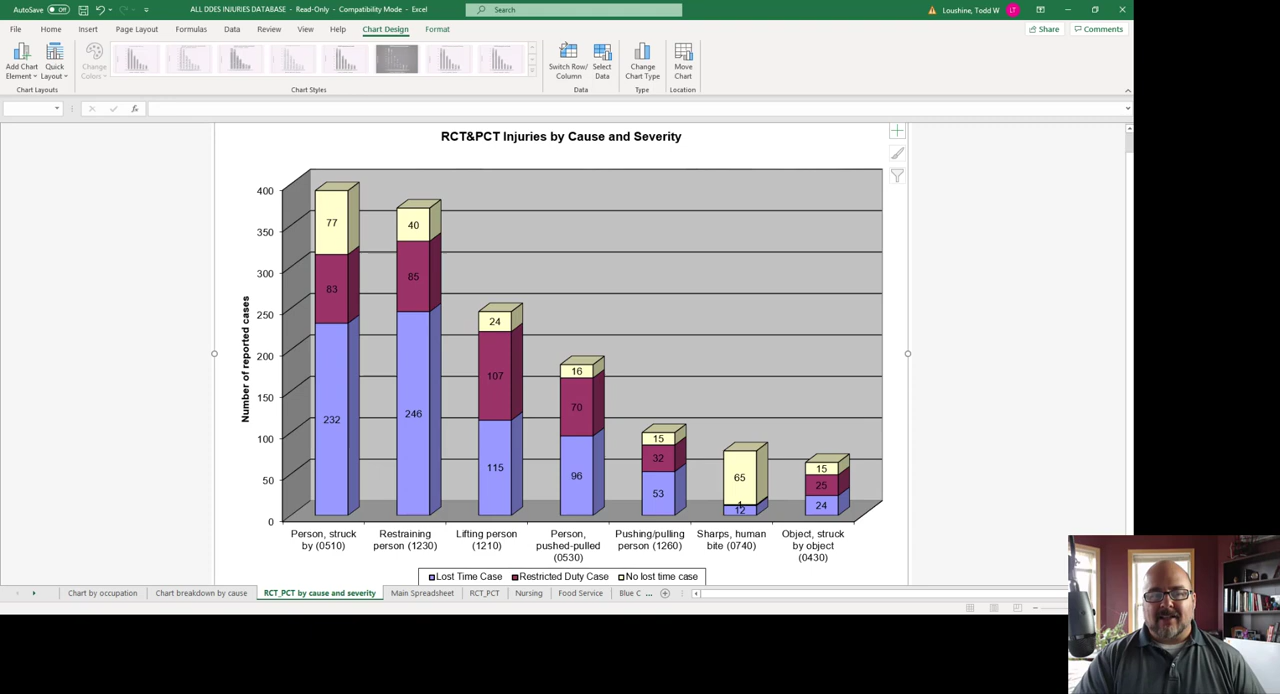 AutoSave Off
ALL DDES INJURIES DATABASE - Read-Only - Compatibility Mode - Excel
Search
Loushine, Todd W
LT
File Home Insert Page Layout Formulas Data Review View Help Chart Design Format
Share
Comments
Add Chart Element
Quick Layout
Change Colors
Switch Row/ Column
Select Data
Change Chart Type
Move Chart
Chart Layouts
Chart Styles
Data
Type
Location
fx
RCT&PCT Injuries by Cause and Severity
Number of reported cases
400
350
300
250
200
150
100
50
0
77
83
232
40
85
246
24
107
115
16
70
96
15
32
53
65
12
15
25
24
Person, struck
by (0510)
Restraining
person (1230)
Lifting person
(1210)
Person,
pushed-pulled
(0530)
Pushing/pulling
person (1260)
Sharps, human
bite (0740)
Object, struck
by object
(0430)
Lost Time Case Restricted Duty Case No lost time case
Chart by occupation Chart breakdown by cause RCT_PCT by cause and severity Main Spreadsheet RCT_PCT Nursing Food Service Blue C ...